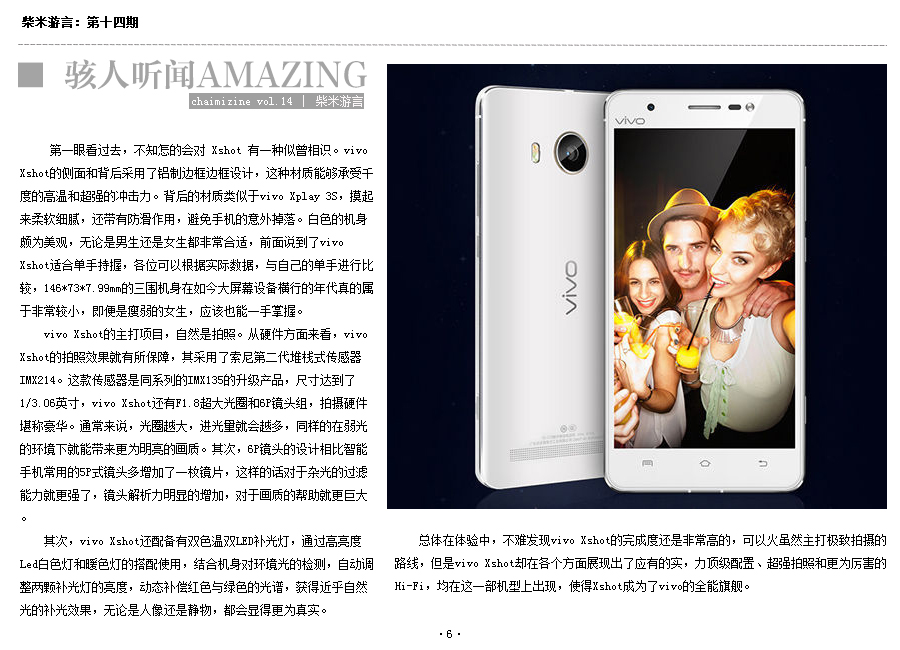 柴米游言：第十四期
骇人听闻AMAZING
chaimizine vol.14 | 柴米游言
第一眼看过去，不知怎的会对 Xshot 有一种似曾相识。vivo
Xshot的侧面和背后采用了铝制边框边框设计，这种材质能够承受千
度的高温和超强的冲击力。背后的材质类似于vivo Xplay 3S，摸起
来柔软细腻，还带有防滑作用，避免手机的意外掉落。白色的机身
颇为美观，无论是男生还是女生都非常合适，前面说到了vivo
Xshot适合单手持握，各位可以根据实际数据，与自己的单手进行比
较，146*73*7.99mm的三围机身在如今大屏幕设备横行的年代真的属
于非常较小，即便是瘦弱的女生，应该也能一手掌握。
vivo Xshot的主打项目，自然是拍照。从硬件方面来看，vivo
Xshot的拍照效果就有所保障，其采用了索尼第二代堆栈式传感器
IMX214。这款传感器是同系列的IMX135的升级产品，尺寸达到了
1/3.06英寸，vivo Xshot还有F1.8超大光圈和6P镜头组，拍摄硬件
堪称豪华。通常来说，光圈越大，进光量就会越多，同样的在弱光
的环境下就能带来更为明亮的画质。其次，6P镜头的设计相比智能
手机常用的5P式镜头多增加了一枚镜片，这样的话对于杂光的过滤
能力就更强了，镜头解析力明显的增加，对于画质的帮助就更巨大
。
其次，vivo Xshot还配备有双色温双LED补光灯，通过高亮度
Led白色灯和暖色灯的搭配使用，结合机身对环境光的检测，自动调
整两颗补光灯的亮度，动态补偿红色与绿色的光谱，获得近乎自然
光的补光效果，无论是人像还是静物，都会显得更为真实。
vivo
vivo
总体在体验中，不难发现vivo Xshot的完成度还是非常高的，可以火虽然主打极致拍摄的
路线，但是vivo Xshot却在各个方面展现出了应有的实，力顶级配置、超强拍照和更为厉害的
Hi-Fi，均在这一部机型上出现，使得Xshot成为了vivo的全能旗舰。
·6·